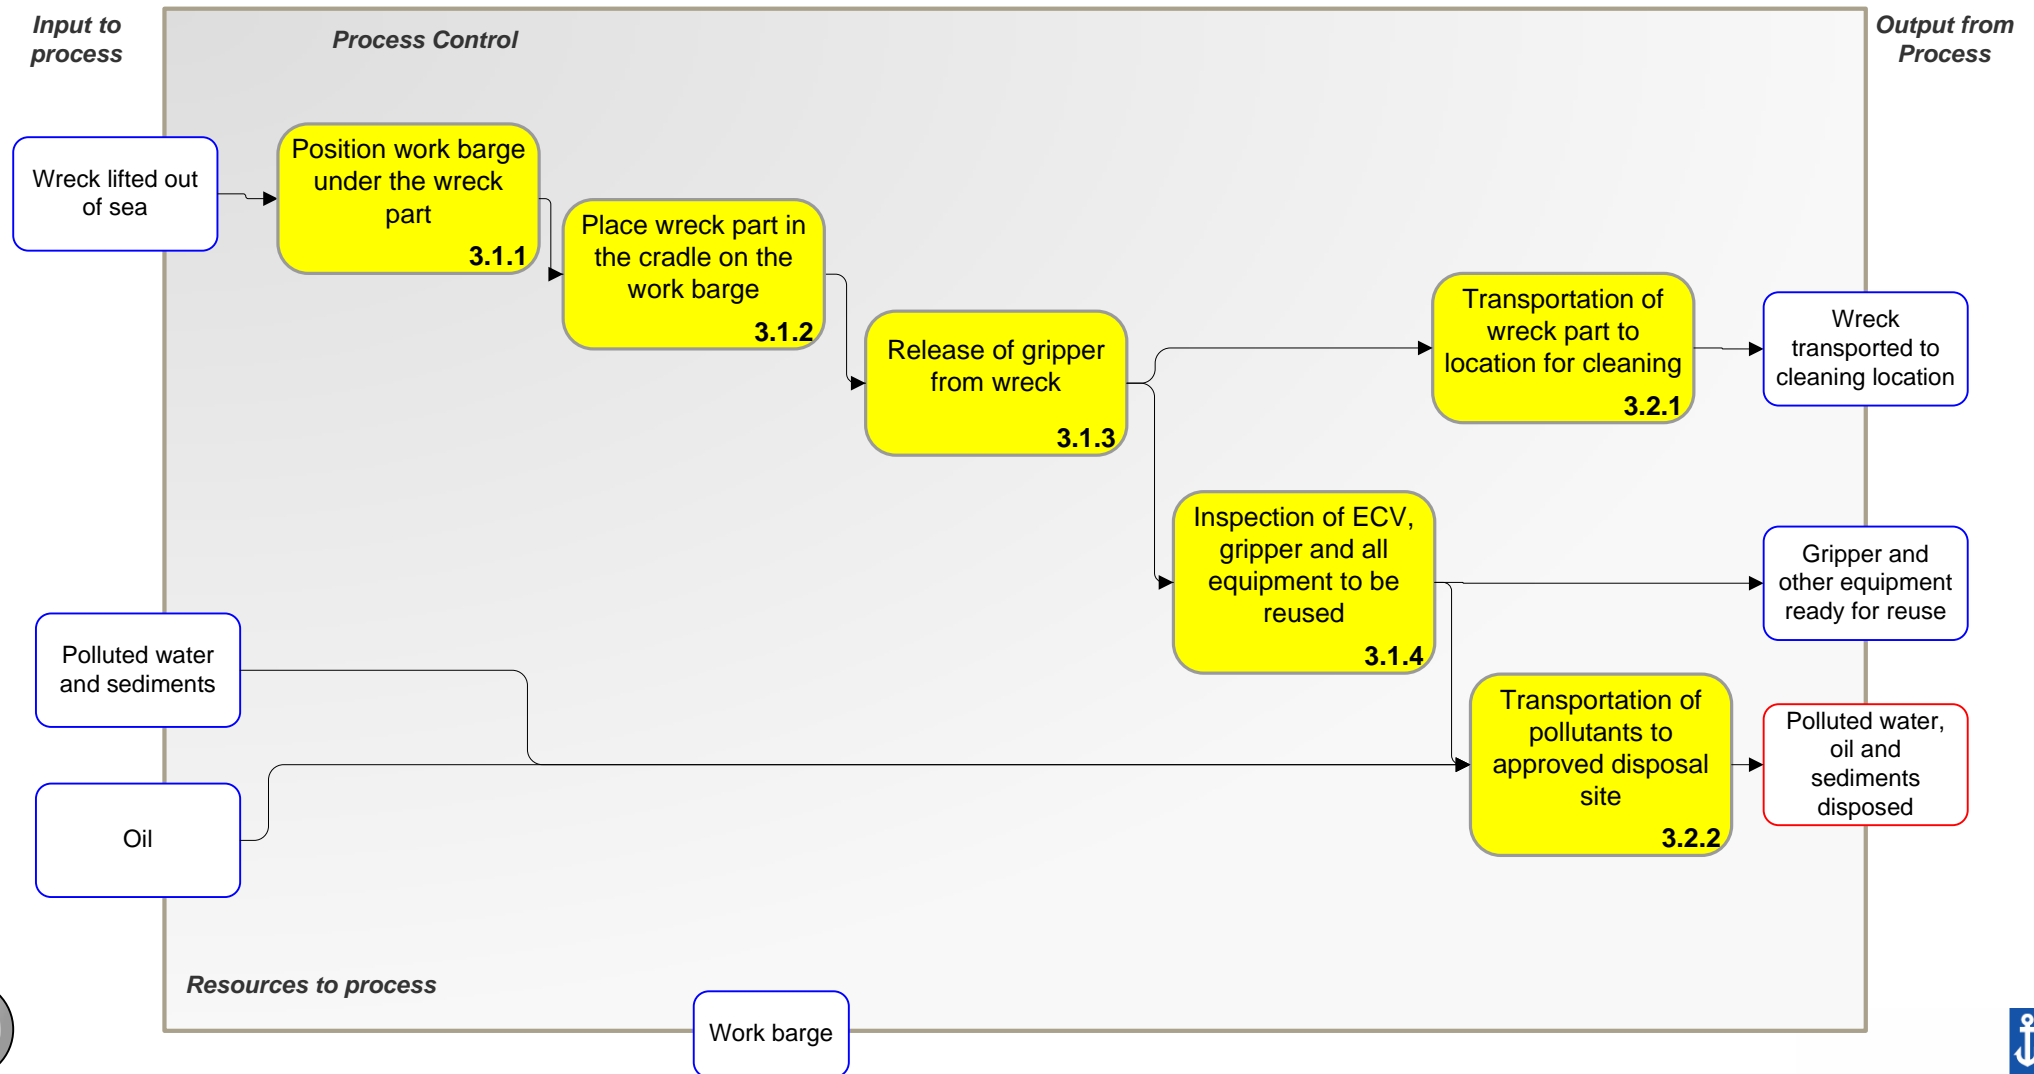 Input to
process
Process Control
Output from
Process
Wreck lifted out
of sea
Position work barge
under the wreck
part
3.1.1
Place wreck part in
the cradle on the
work barge
3.1.2
Release of gripper
from wreck
3.1.3
Transportation of
wreck part to
location for cleaning
3.2.1
Wreck
transported to
cleaning location
Inspection of ECV,
gripper and all
equipment to be
reused
3.1.4
Gripper and
other equipment
ready for reuse
Polluted water
and sediments
Transportation of
pollutants to
approved disposal
site
3.2.2
Polluted water,
oil and
sediments
disposed
Oil
Resources to process
Work barge